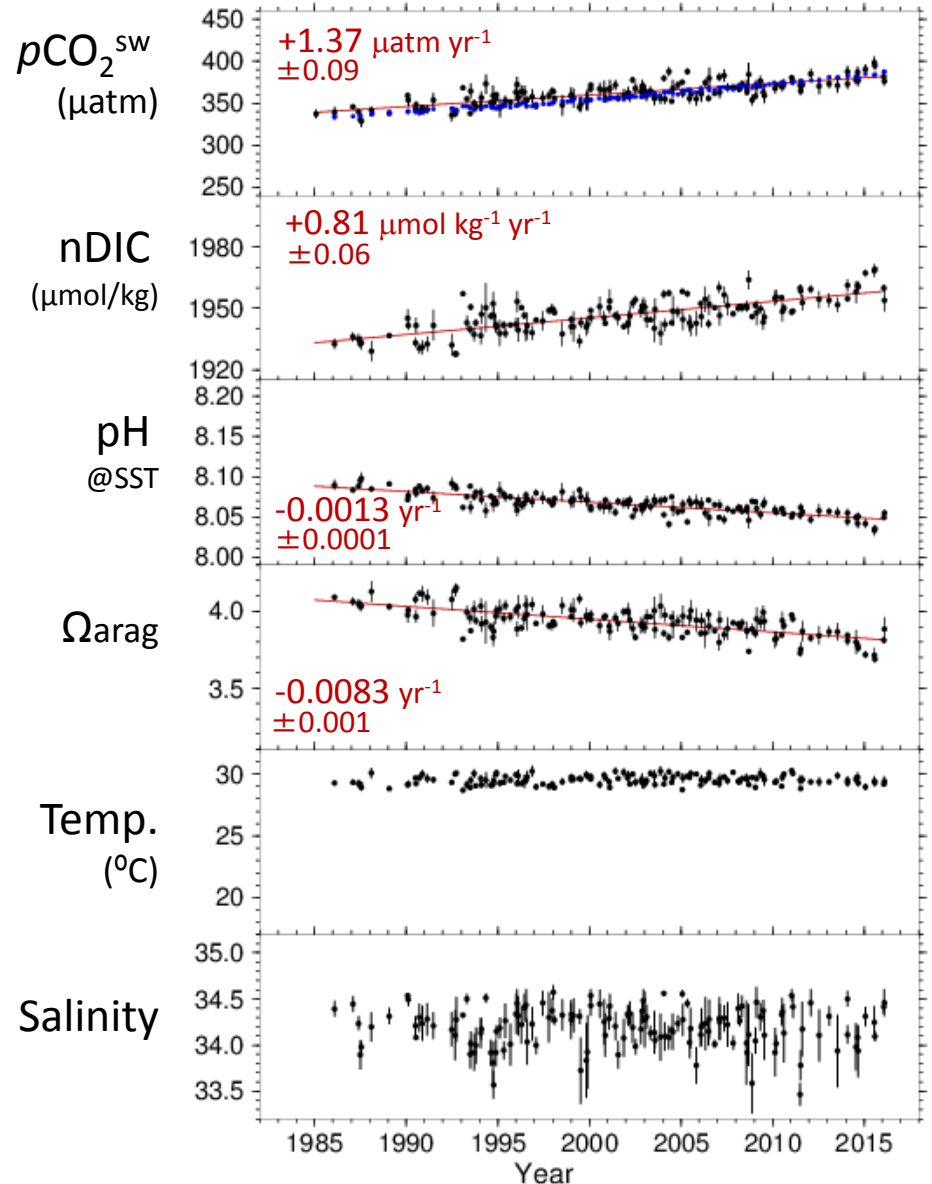 pCO₂ˢʷ
(μatm)
450
400
350
300
250
+1.37 μatm yr⁻¹
±0.09
nDIC
(μmol/kg)
1980
1950
1920
+0.81 μmol kg⁻¹ yr⁻¹
±0.06
pH
@SST
8.20
8.15
8.10
8.05
8.00
-0.0013 yr⁻¹
±0.0001
Ωarag
4.0
3.5
-0.0083 yr⁻¹
±0.001
Temp.
(⁰C)
30
25
20
Salinity
35.0
34.5
34.0
33.5
1985 1990 1995 2000 2005 2010 2015
Year